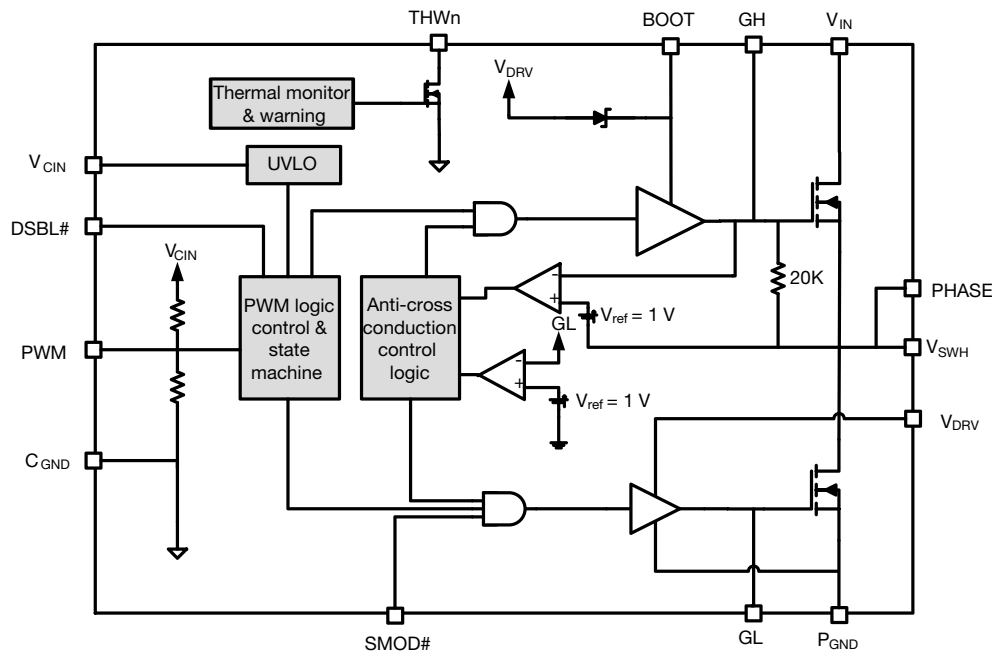 THWn
BOOT
GH
VIN
VDRV
Thermal monitor
& warning
VCIN
UVLO
DSBL#
VCIN
20K
PHASE
PWM logic
control &
state
machine
Anti-cross
conduction
control
logic
-
+
Vref = 1 V
GL
PWM
VSWH
-
+
Vref = 1 V
VDRV
CGND
SMOD#
GL
PGND